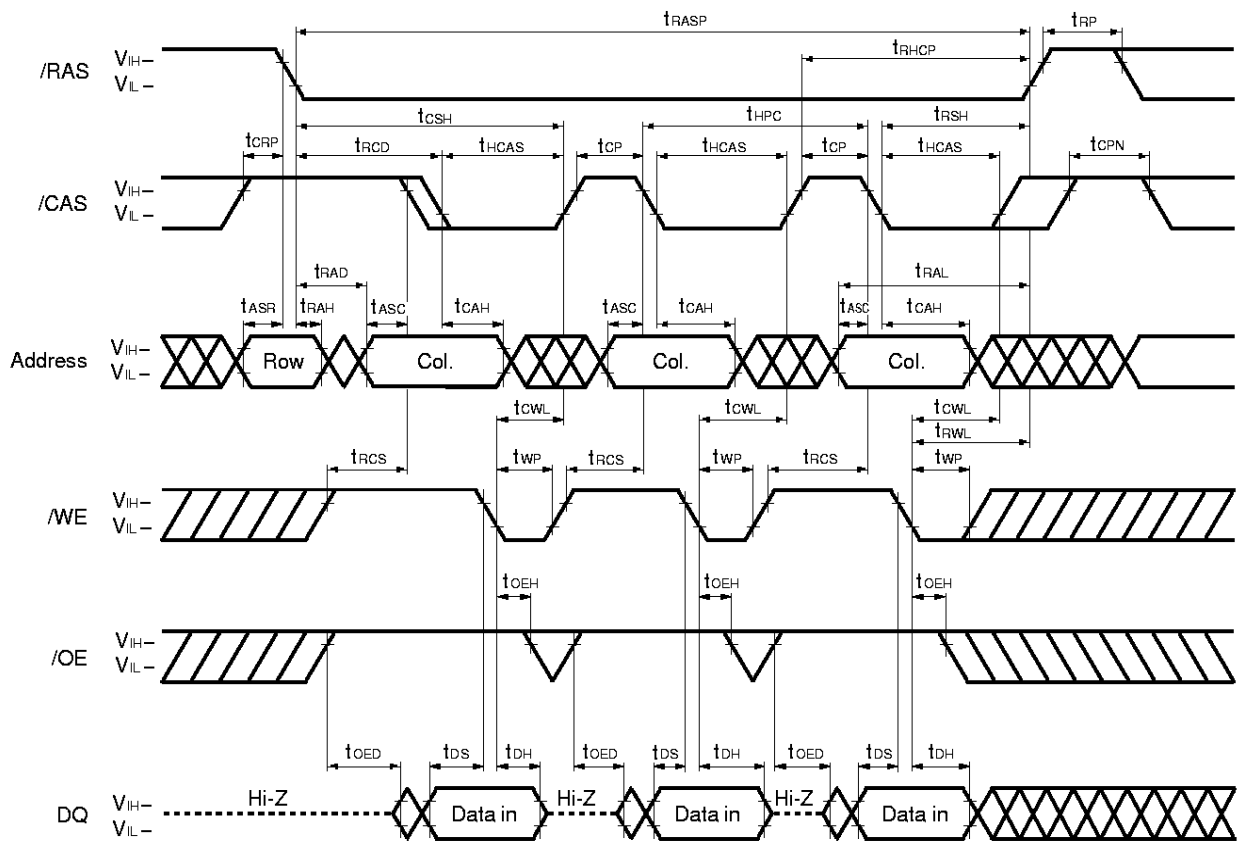 tRASP
tRP
tRHCP
/RAS
VIH–
VIL–
tCSH
tHPC
tRSH
tCRP
tRCD
tHCAS
tCP
tHCAS
tCP
tHCAS
tCPN
/CAS
VIH–
VIL–
tRAD
tRAL
tASR
tRAH
tASC
tCAH
tASC
tCAH
tASC
tCAH
Address
VIH–
VIL–
Row
Col.
Col.
Col.
tCWL
tCWL
tCWL
tRWL
tRCS
tWP
tRCS
tWP
tRCS
tWP
/WE
VIH–
VIL–
tOEH
tOEH
tOEH
/OE
VIH–
VIL–
tOED
tDS
tDH
tOED
tDS
tDH
tOED
tDS
tDH
DQ
VIH–
VIL–
Hi-Z
Data in
Hi-Z
Data in
Hi-Z
Data in